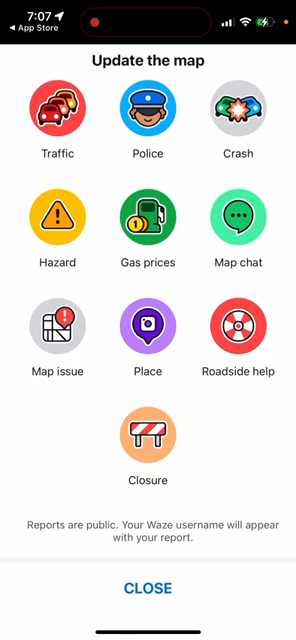 7:07
◀ App Store
Update the map
Traffic
Police
Crash
Hazard
Gas prices
Map chat
Map issue
Place
Roadside help
Closure
Reports are public. Your Waze username will appear
with your report.
CLOSE